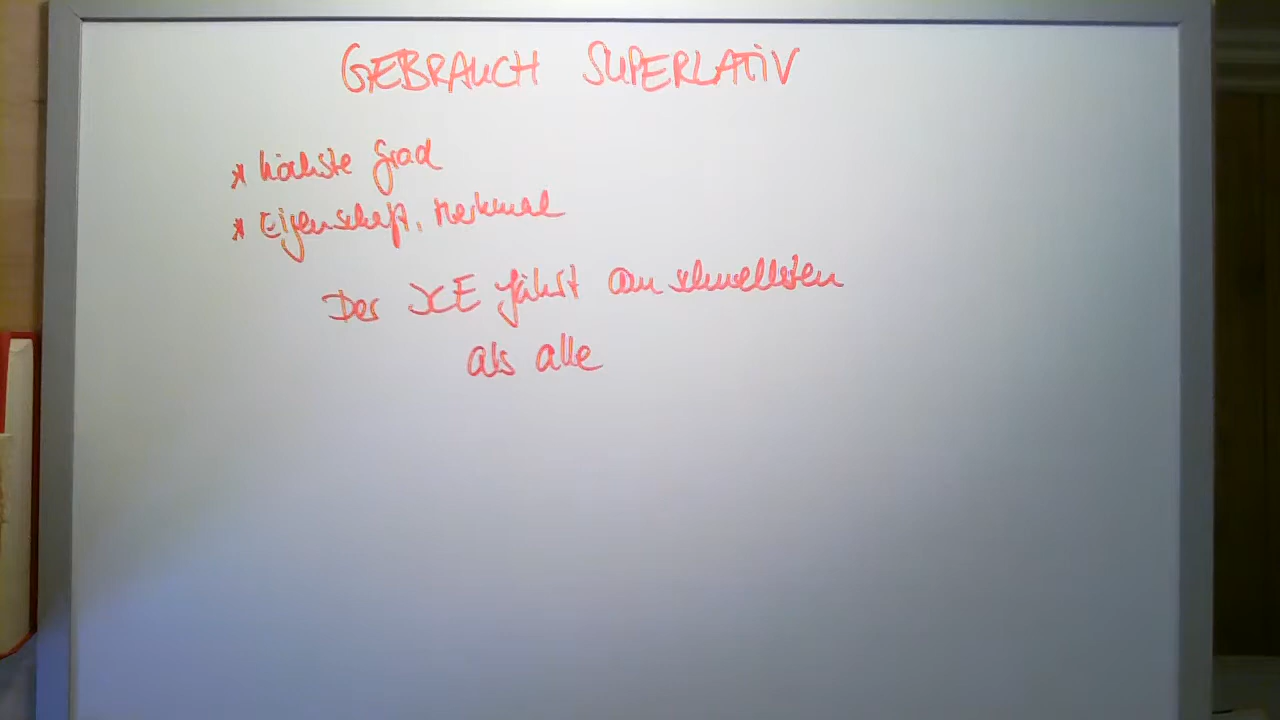 GEBRAUCH SUPERLATIV
* höchste Grad
* Eigenschaft, Merkmal
Der ICE fährt am schnellsten
als alle